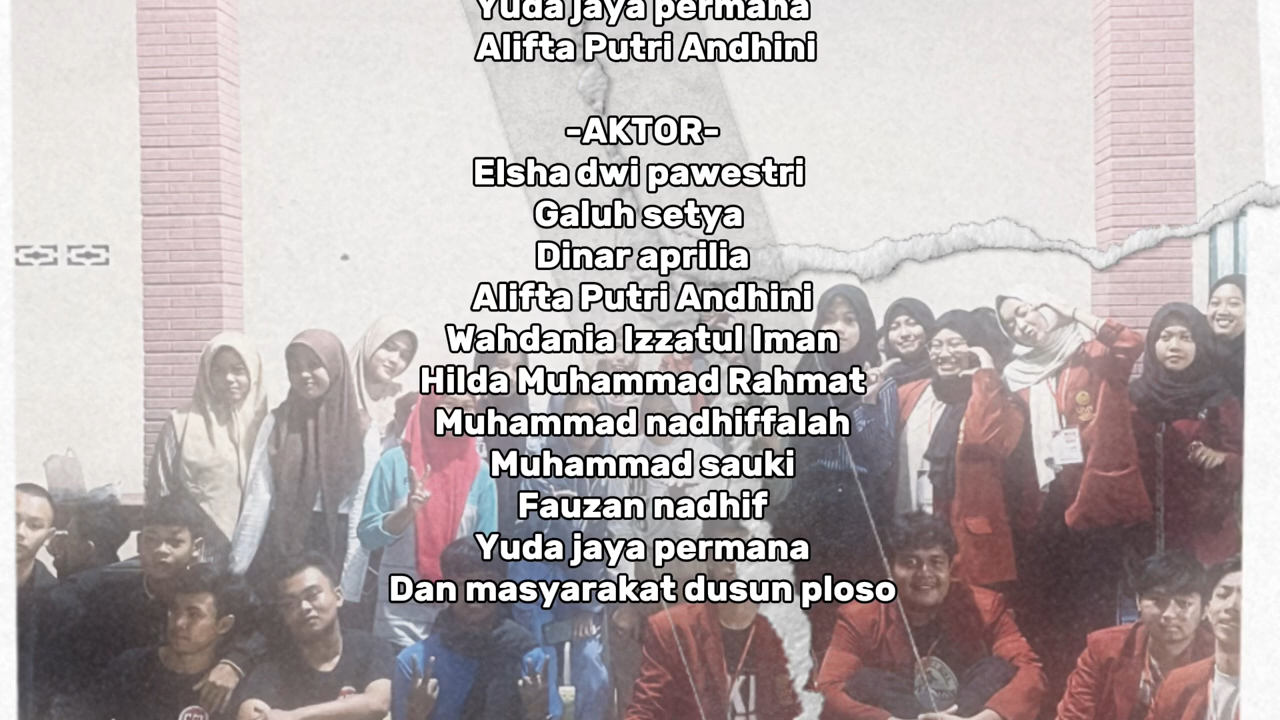 Yuda jaya permana
Alifta Putri Andhini
-AKTOR-
Elsha dwi pawestri
Galuh setya
Dinar aprilia
Alifta Putri Andhini
Wahdania Izzatul Iman
Hilda Muhammad Rahmat
Muhammad nadhiffalah
Muhammad sauki
Fauzan nadhif
Yuda jaya permana
Dan masyarakat dusun ploso